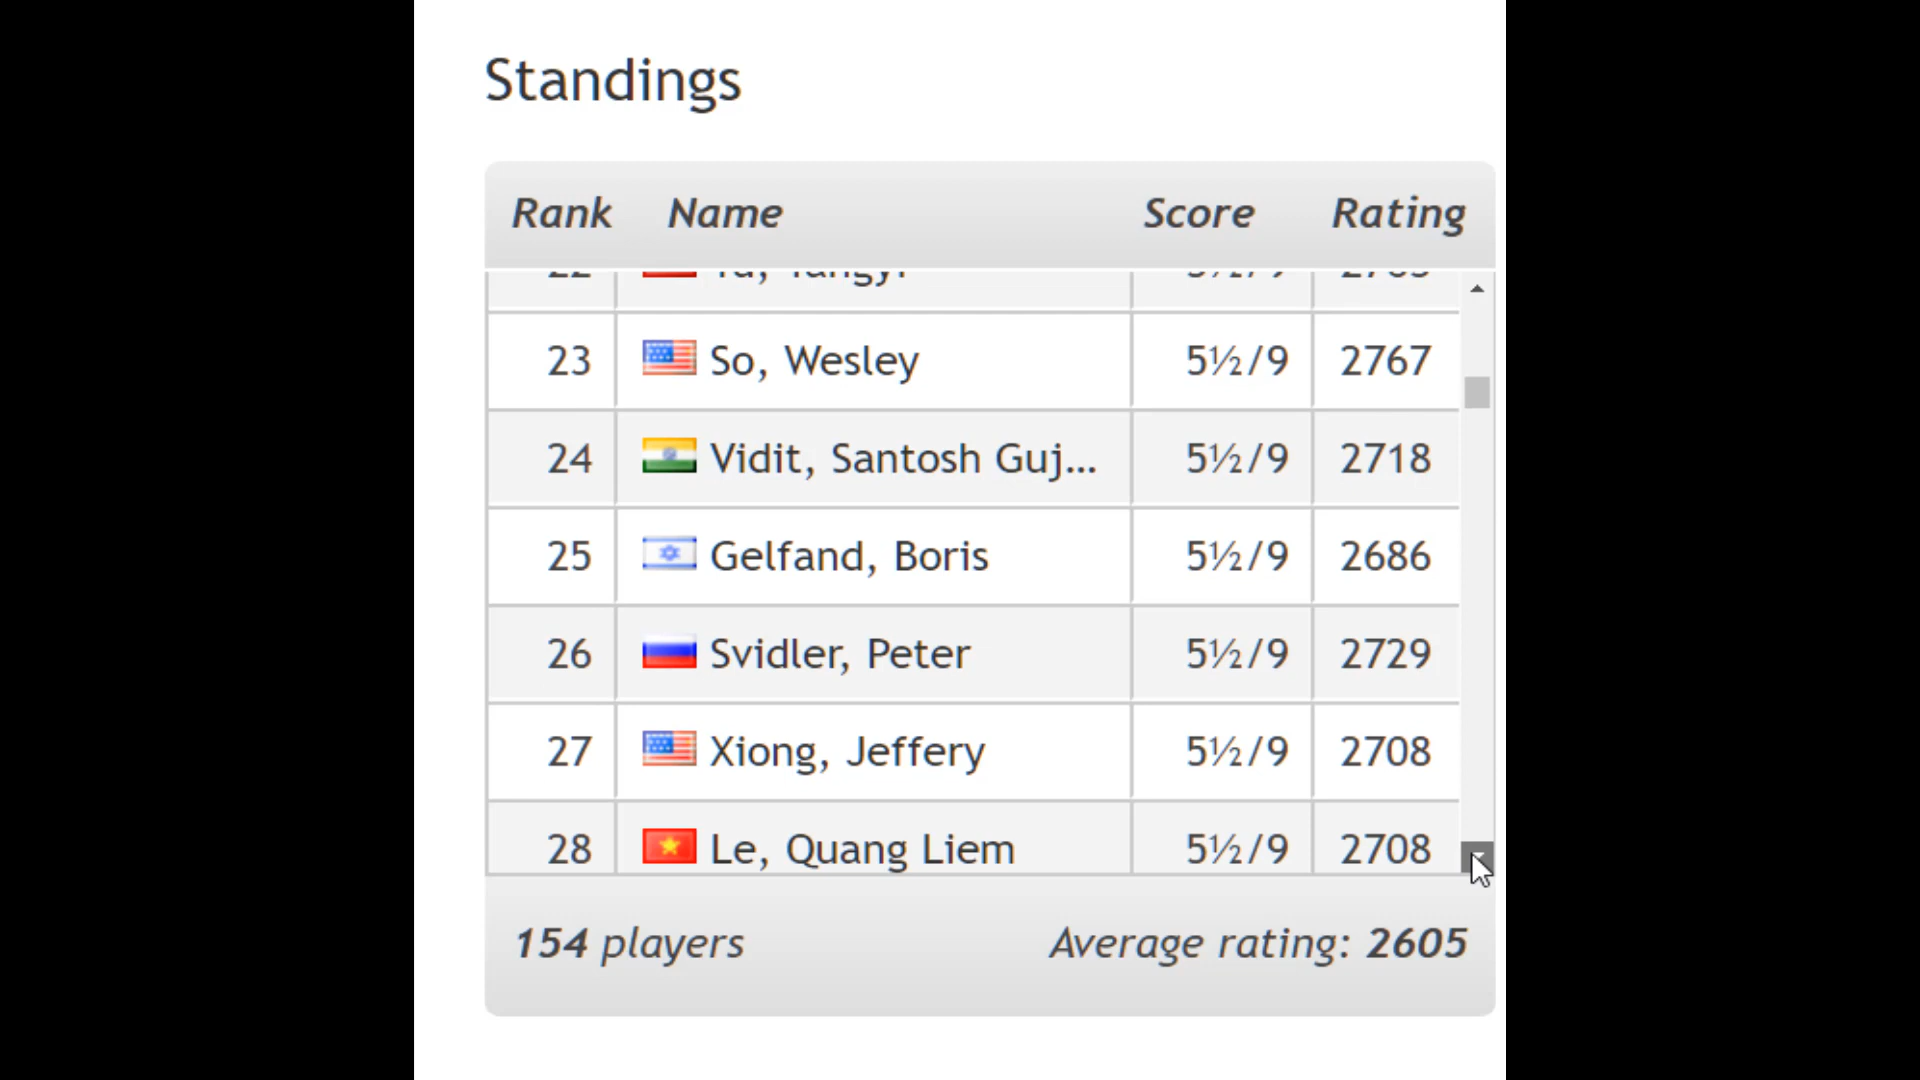 Standings
Rank Name Score Rating
23 So, Wesley 5½/9 2767
24 Vidit, Santosh Guj... 5½/9 2718
25 Gelfand, Boris 5½/9 2686
26 Svidler, Peter 5½/9 2729
27 Xiong, Jeffery 5½/9 2708
28 Le, Quang Liem 5½/9 2708
154 players Average rating: 2605